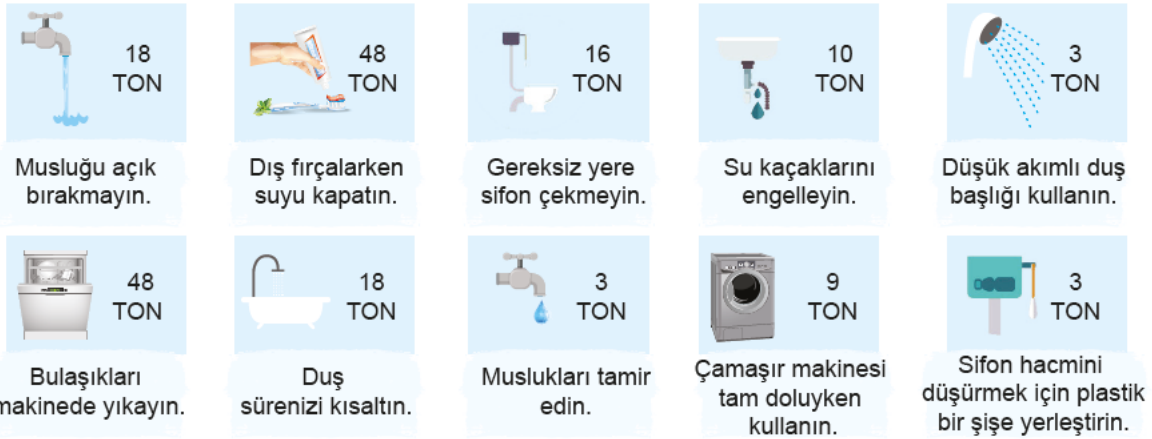 18
TON
Musluğu açık
bırakmayın.
48
TON
Dış fırçalarken
suyu kapatın.
16
TON
Gereksiz yere
sifon çekmeyin.
10
TON
Su kaçaklarını
engelleyin.
3
TON
Düşük akımlı duş
başlığı kullanın.
48
TON
Bulaşıkları
makinede yıkayın.
18
TON
Duş
sürenizi kısaltın.
3
TON
Muslukları tamir
edin.
9
TON
Çamaşır makinesi
tam doluyken
kullanın.
3
TON
Sifon hacmini
düşürmek için plastik
bir şişe yerleştirin.